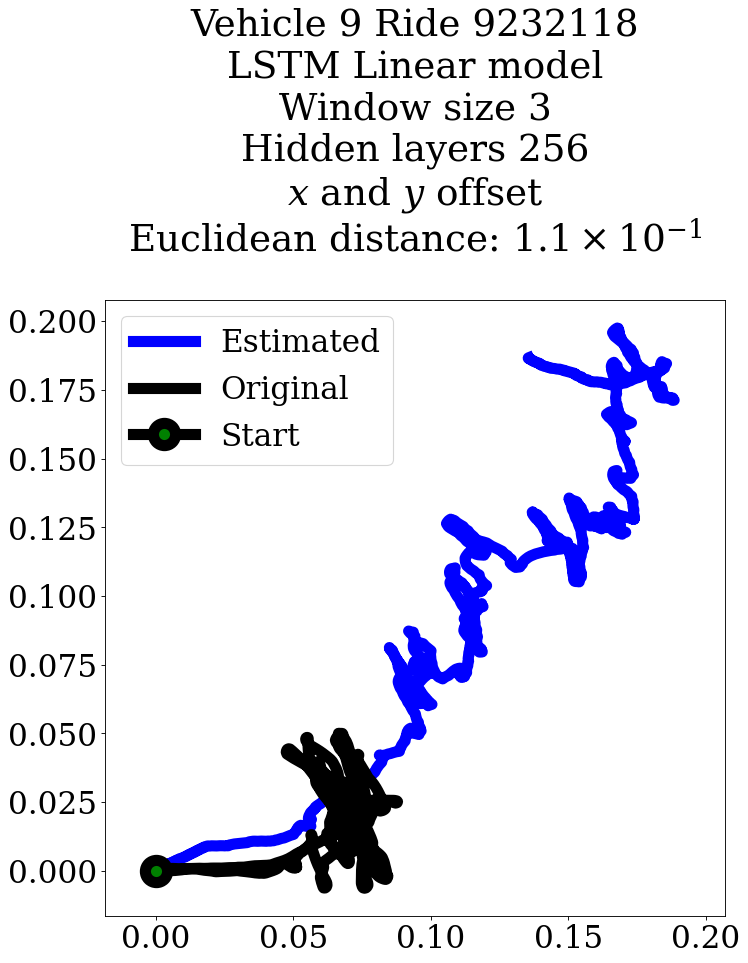 Vehicle 9 Ride 9232118
LSTM Linear model
Window size 3
Hidden layers 256
x and y offset
Euclidean distance: 1.1 × 10⁻¹
Estimated
Original
Start
0.200
0.175
0.150
0.125
0.100
0.075
0.050
0.025
0.000
0.00 0.05 0.10 0.15 0.20